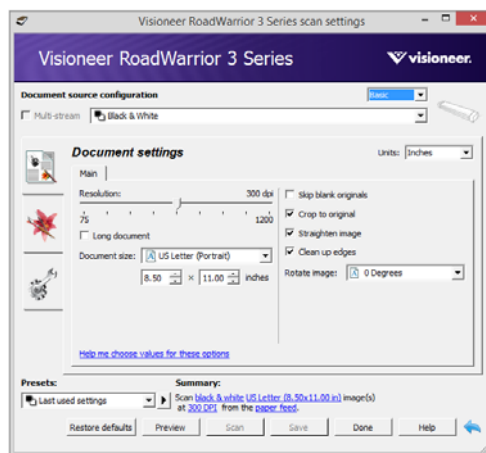 Visioneer RoadWarrior 3 Series scan settings
Visioneer RoadWarrior 3 Series
visioneer.
Document source configuration
Basic
Multi-stream
Black & White
Document settings
Units: Inches
Main
Resolution: 300 dpi
75 1200
Long document
Document size: US Letter (Portrait)
8.50 × 11.00 inches
Skip blank originals
Crop to original
Straighten image
Clean up edges
Rotate image: 0 Degrees
Help me choose values for these options
Presets:
Last used settings
Summary:
Scan black & white US Letter (8.50x11.00 in) image(s)
at 300 DPI from the paper feed.
Restore defaults Preview Scan Save Done Help